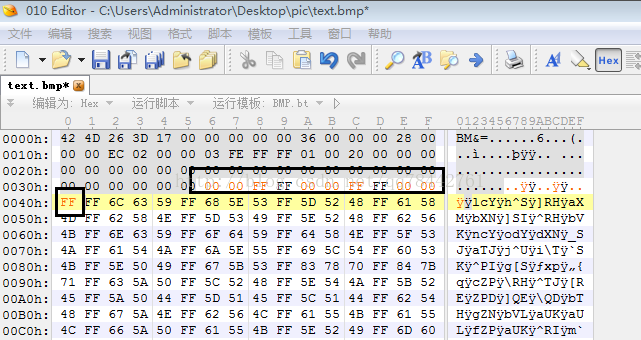 010 Editor - C:\Users\Administrator\Desktop\pic\text.bmp*
文件 编辑 搜索 视图 格式 脚本 模板 工具 窗口 帮助
Hex
text.bmp*
编辑为: Hex 运行脚本 运行模板: BMP.bt
0 1 2 3 4 5 6 7 8 9 A B C D E F 0123456789ABCDEF
0000h: 42 4D 26 3D 17 00 00 00 00 00 36 00 00 00 28 00 BM&=......6...(.
0010h: 00 00 EC 02 00 00 03 FE FF FF 01 00 20 00 00 00 ..ì....þÿÿ.. ...
0020h: 00 00 00 00 00 00 00 00 00 00 00 00 00 00 00 00 ................
0030h: 00 00 00 00 00 00 00 00 FF FF 00 00 FF FF 00 00 ........ÿÿ..ÿÿ..
0040h: FF FF 6C 63 59 FF 68 5E 53 FF 5D 52 48 FF 61 58 ÿÿlcYÿh^Sÿ]RHÿaX
0050h: 4D FF 62 58 4E FF 5D 53 49 FF 5E 52 48 FF 62 56 MÿbXNÿ]SIÿ^RHÿbV
0060h: 4B FF 6E 63 59 FF 6F 64 59 FF 64 58 4E FF 5F 53 KÿncYÿodYÿdXNÿ_S
0070h: 4A FF 61 54 4A FF 6A 5E 55 FF 69 5C 54 FF 60 53 JÿaTJÿj^Uÿi\Tÿ`S
0080h: 4B FF 5E 50 49 FF 67 5B 53 FF 83 78 70 FF 84 7B Kÿ^PIÿg[Sÿƒxpÿ„{
0090h: 71 FF 63 5A 50 FF 5C 52 48 FF 5E 54 4A FF 5B 52 qÿcZPÿ\RHÿ^TJÿ[R
00A0h: 45 FF 5A 50 44 FF 5D 51 45 FF 5C 51 44 FF 62 54 EÿZPDÿ]QEÿ\QDÿbT
00B0h: 48 FF 67 5A 4E FF 62 56 4C FF 61 55 4B FF 61 55 HÿgZNÿbVLÿaUKÿaU
00C0h: 4C FF 66 5A 50 FF 61 55 4B FF 5E 52 49 FF 6D 60 LÿfZPÿaUKÿ^RIÿm`